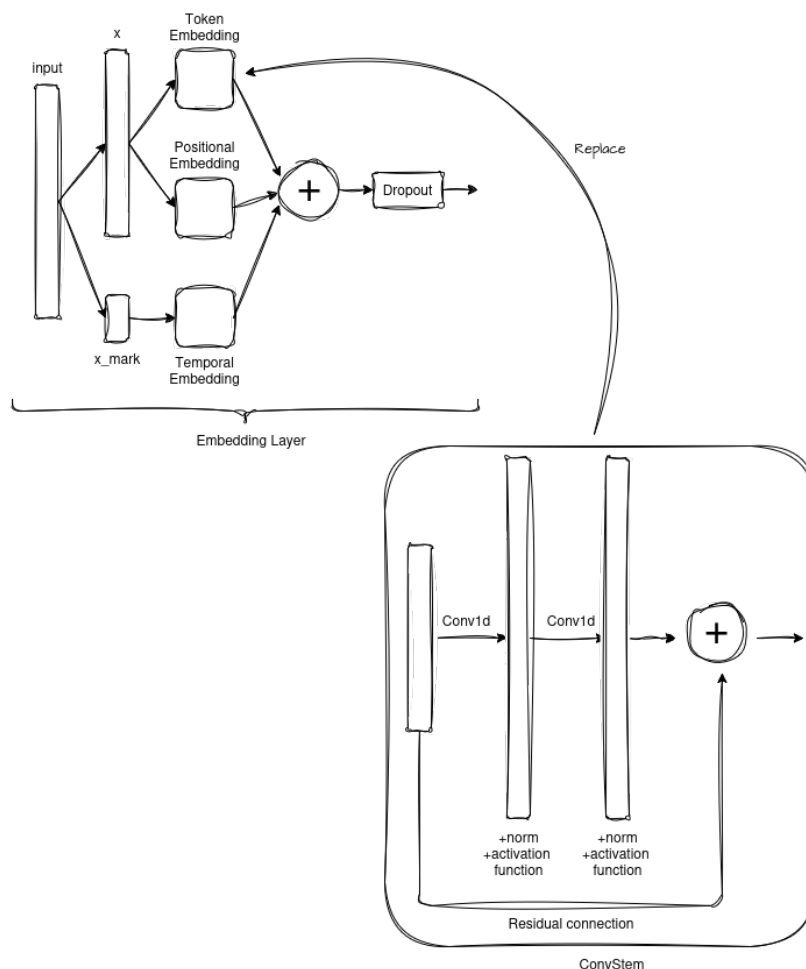 Token
Embedding
x
input
Replace
Positional
Embedding
+
Dropout
x_mark
Temporal
Embedding
Embedding Layer
Conv1d
Conv1d
+
+norm
+activation
function
+norm
+activation
function
Residual connection
ConvStem